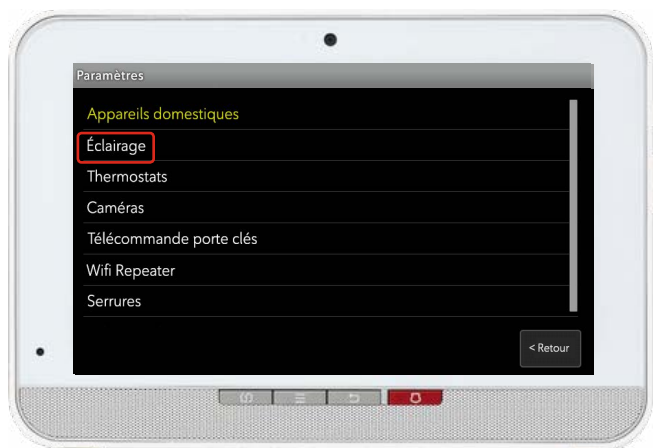 Paramètres
Appareils domestiques
Éclairage
Thermostats
Caméras
Télécommande porte clés
Wifi Repeater
Serrures
< Retour